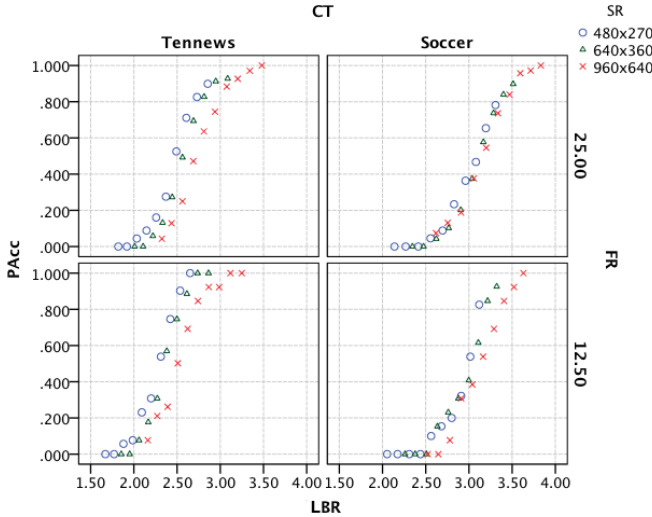 CT
SR
480x270
640x360
960x640
Tennews Soccer
1.000
.800
.600
.400
.200
.000
25.00
PAcc
FR
1.000
.800
.600
.400
.200
.000
12.50
1.50 2.00 2.50 3.00 3.50 4.00 1.50 2.00 2.50 3.00 3.50 4.00
LBR